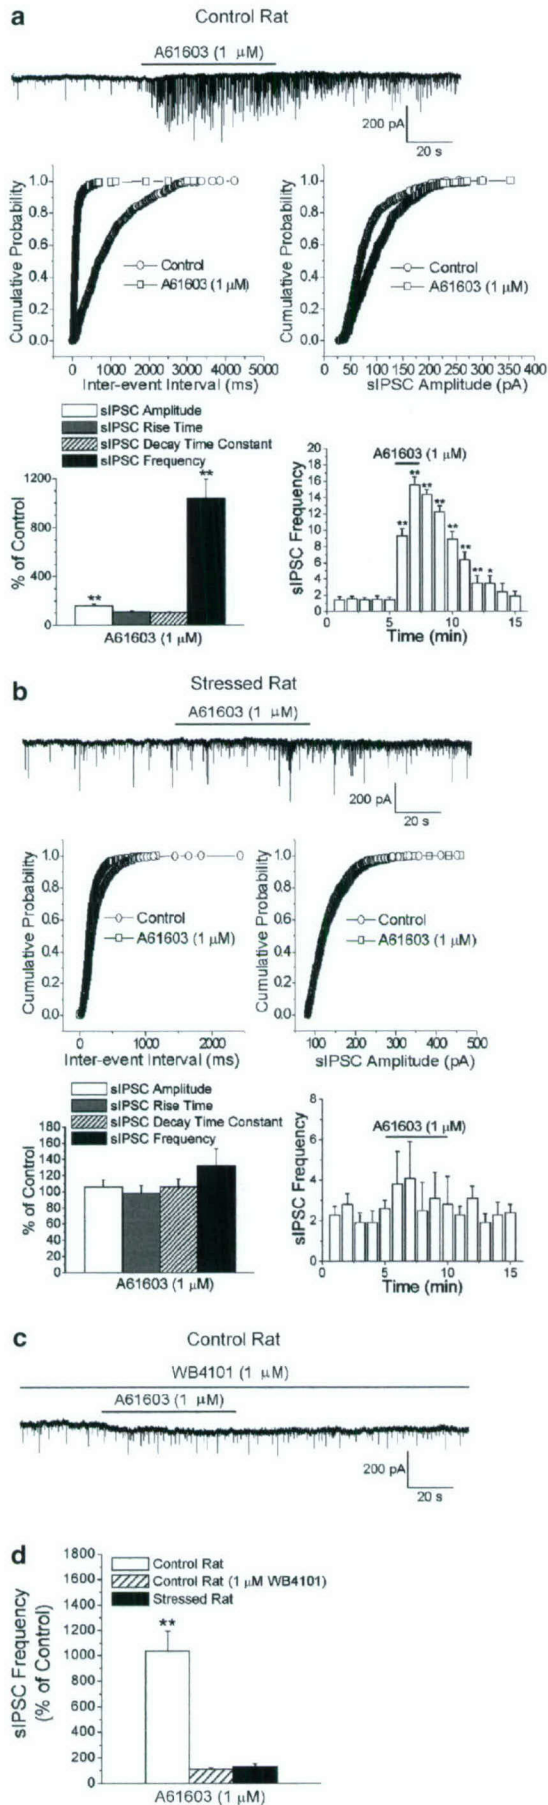 a
Control Rat
A61603 (1 μM)
200 pA
20 s
Cumulative Probability
1.0
0.8
0.6
0.4
0.2
0.0
Control
A61603 (1 μM)
0 1000 2000 3000 4000 5000
Inter-event Interval (ms)
Cumulative Probability
1.0
0.8
0.6
0.4
0.2
0.0
Control
A61603 (1 μM)
0 50 100 150 200 250 300 350 400
sIPSC Amplitude (pA)
sIPSC Amplitude
sIPSC Rise Time
sIPSC Decay Time Constant
sIPSC Frequency
% of Control
1200
800
400
0
**
**
A61603 (1 μM)
sIPSC Frequency
20
18
16
14
12
10
8
6
4
2
0
A61603 (1 μM)
** ** ** ** ** ** ** *
0 5 10 15
Time (min)
b
Stressed Rat
A61603 (1 μM)
200 pA
20 s
Cumulative Probability
1.0
0.8
0.6
0.4
0.2
0.0
Control
A61603 (1 μM)
0 1000 2000
Inter-event Interval (ms)
Cumulative Probability
1.0
0.8
0.6
0.4
0.2
0.0
Control
A61603 (1 μM)
100 200 300 400 500
sIPSC Amplitude (pA)
sIPSC Amplitude
sIPSC Rise Time
sIPSC Decay Time Constant
sIPSC Frequency
% of Control
180
160
140
120
100
80
60
40
20
0
A61603 (1 μM)
sIPSC Frequency
8
6
4
2
0
A61603 (1 μM)
0 5 10 15
Time (min)
c
Control Rat
WB4101 (1 μM)
A61603 (1 μM)
200 pA
20 s
d
sIPSC Frequency
(% of Control)
1800
1600
1400
1200
1000
800
600
400
200
0
Control Rat
Control Rat (1 μM WB4101)
Stressed Rat
**
A61603 (1 μM)